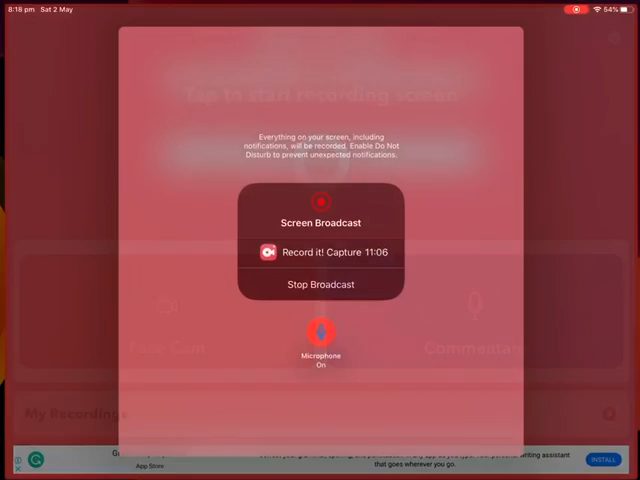 8:18 pm Sat 2 May
54%
Tap to start recording screen
Everything on your screen, including
notifications, will be recorded. Enable Do Not
Disturb to prevent unexpected notifications.
Screen Broadcast
Record it! Capture 11:06
Stop Broadcast
Microphone
On
Face Cam
Commentary
My Recordings
App Store
writing assistant
that goes wherever you go.
INSTALL